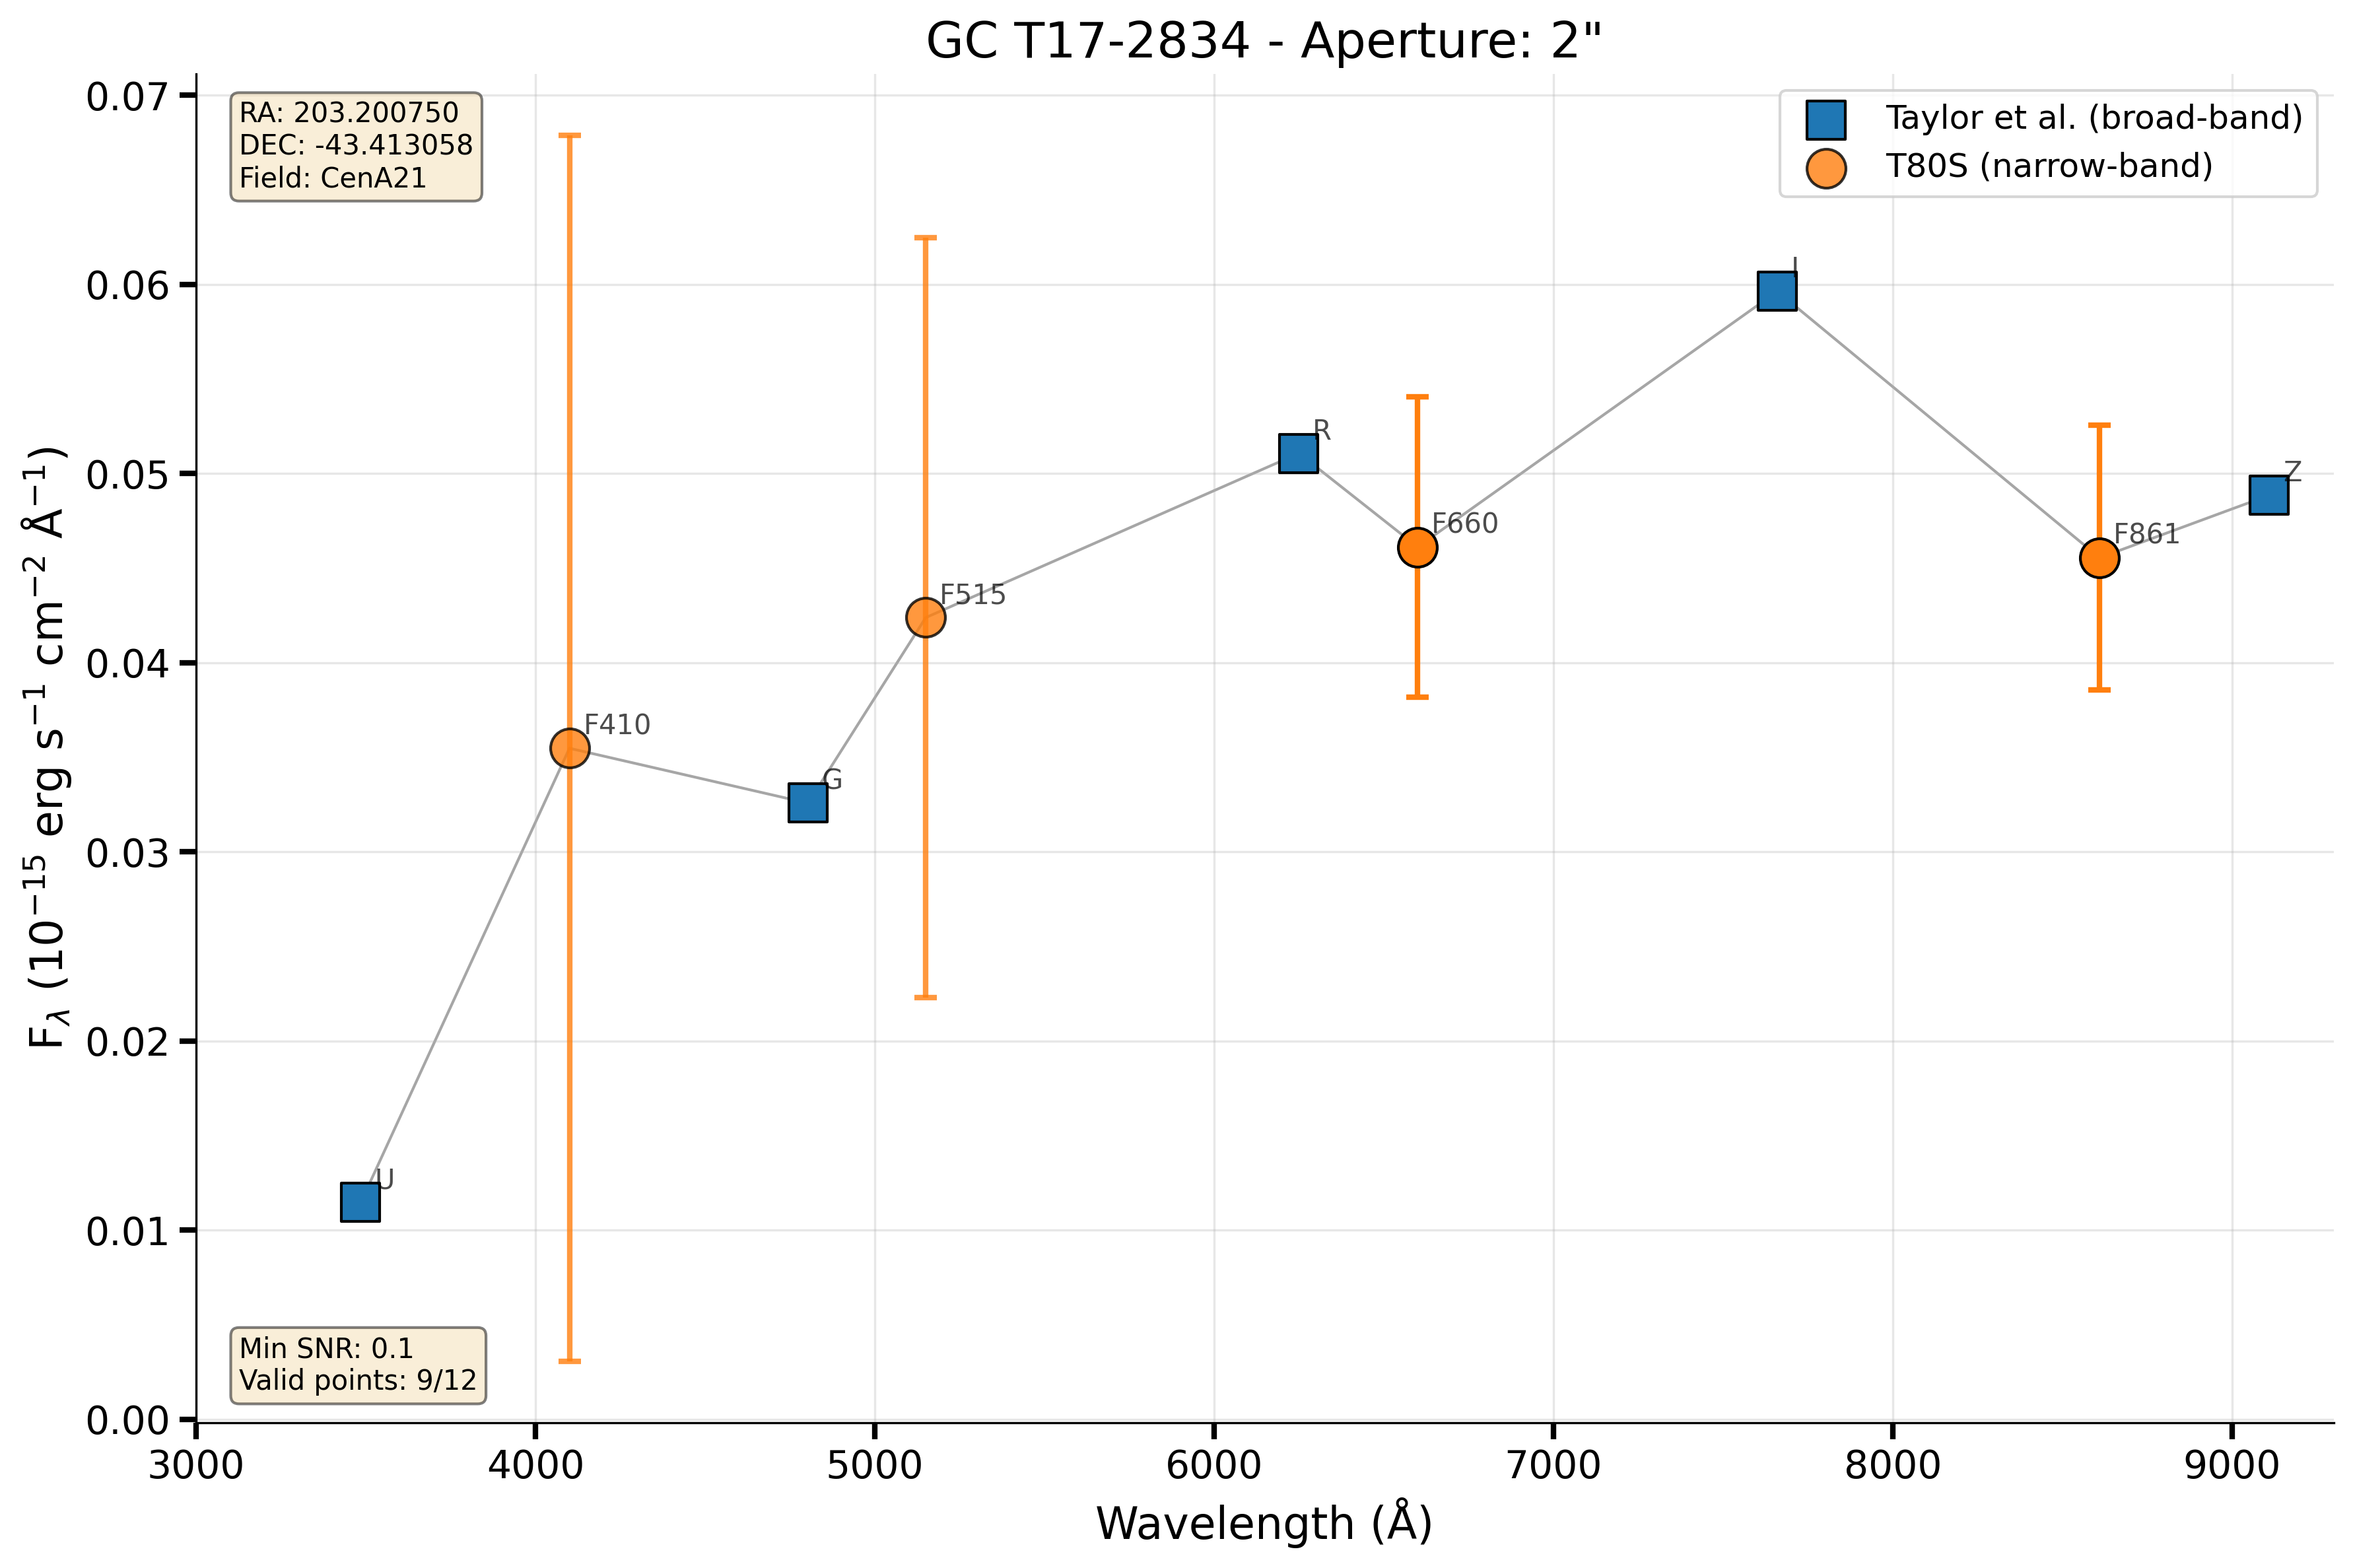 GC T17-2834 - Aperture: 2"
RA: 203.200750
DEC: -43.413058
Field: CenA21
Taylor et al. (broad-band)
T80S (narrow-band)
0.07
0.06
0.05
0.04
0.03
0.02
0.01
0.00
F_λ (10⁻¹⁵ erg s⁻¹ cm⁻² Å⁻¹)
U
F410
G
F515
R
F660
I
F861
Z
Min SNR: 0.1
Valid points: 9/12
3000
4000
5000
6000
7000
8000
9000
Wavelength (Å)